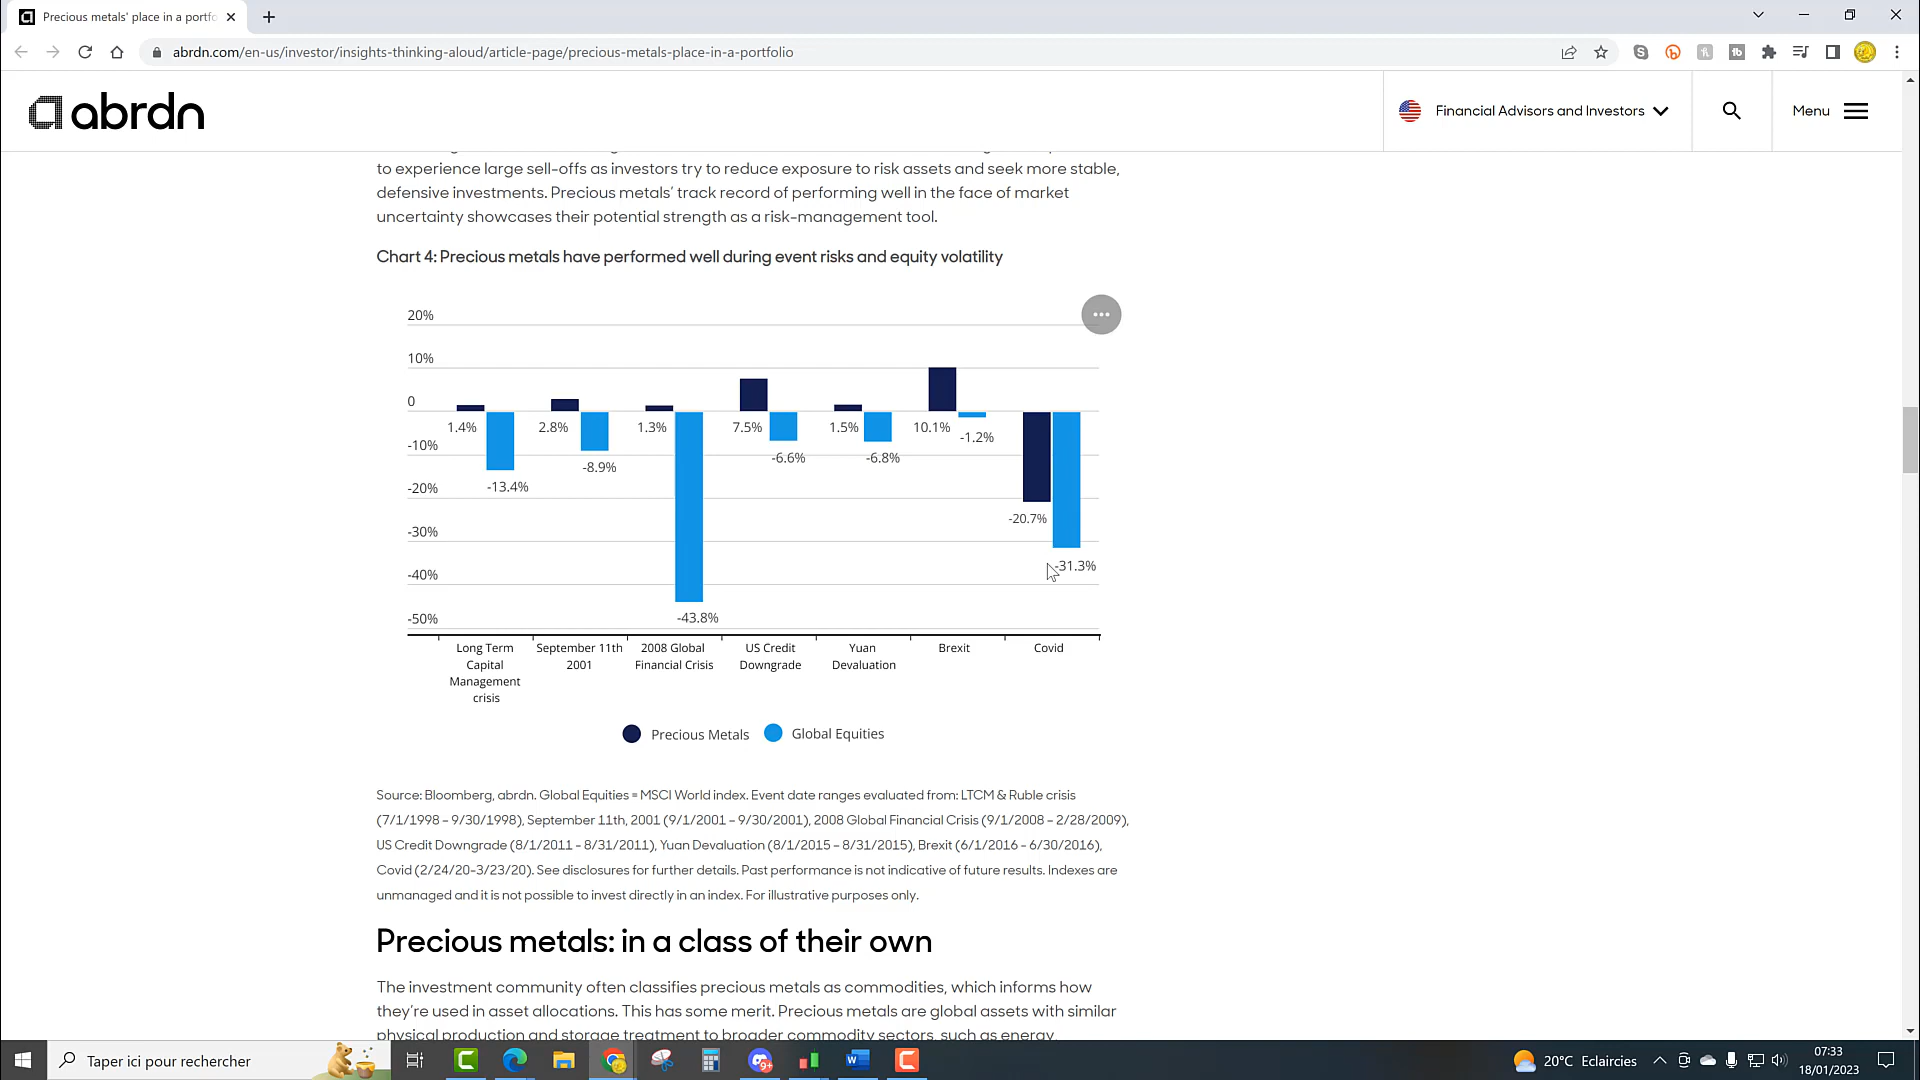 Precious metals' place in a portfo
abrdn.com/en-us/investor/insights-thinking-aloud/article-page/precious-metals-place-in-a-portfolio
abrdn
Financial Advisors and Investors
Menu
to experience large sell-offs as investors try to reduce exposure to risk assets and seek more stable,
defensive investments. Precious metals' track record of performing well in the face of market
uncertainty showcases their potential strength as a risk-management tool.
Chart 4: Precious metals have performed well during event risks and equity volatility
20%
10%
0
-10%
-20%
-30%
-40%
-50%
1.4%
-13.4%
2.8%
-8.9%
1.3%
-43.8%
7.5%
-6.6%
1.5%
-6.8%
10.1%
-1.2%
-20.7%
-31.3%
Long Term
Capital
Management
crisis
September 11th
2001
2008 Global
Financial Crisis
US Credit
Downgrade
Yuan
Devaluation
Brexit
Covid
Precious Metals
Global Equities
Source: Bloomberg, abrdn. Global Equities = MSCI World index. Event date ranges evaluated from: LTCM & Ruble crisis
(7/1/1998 – 9/30/1998), September 11th, 2001 (9/1/2001 – 9/30/2001), 2008 Global Financial Crisis (9/1/2008 – 2/28/2009),
US Credit Downgrade (8/1/2011 - 8/31/2011), Yuan Devaluation (8/1/2015 – 8/31/2015), Brexit (6/1/2016 - 6/30/2016),
Covid (2/24/20-3/23/20). See disclosures for further details. Past performance is not indicative of future results. Indexes are
unmanaged and it is not possible to invest directly in an index. For illustrative purposes only.
Precious metals: in a class of their own
The investment community often classifies precious metals as commodities, which informs how
they're used in asset allocations. This has some merit. Precious metals are global assets with similar
physical production and storage treatment to broader commodity sectors, such as energy,
Taper ici pour rechercher
20°C Eclaircies
07:33
18/01/2023